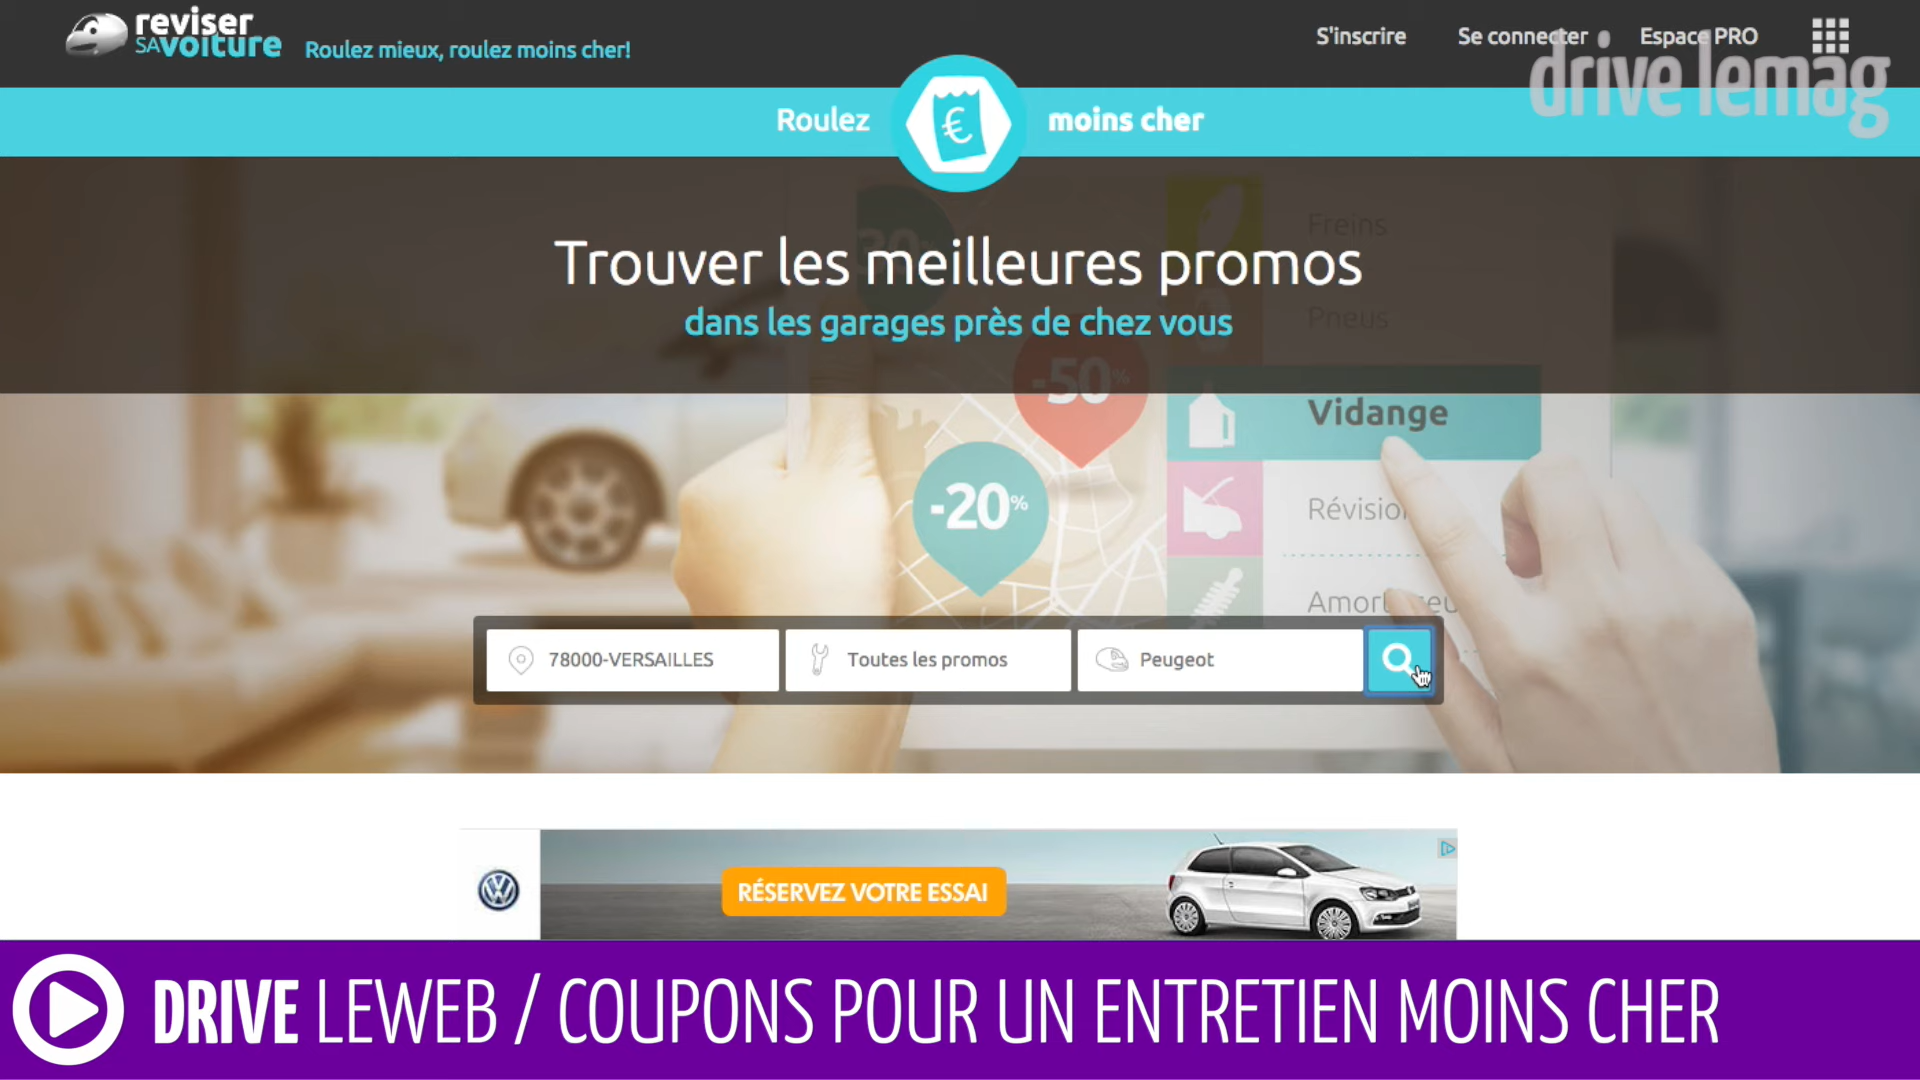 reviser
SAVOITURE
Roulez mieux, roulez moins cher!
S'inscrire
Se connecter
Espace PRO
drive lemag
Roulez
€
moins cher
Trouver les meilleures promos
dans les garages près de chez vous
30
Freins
Pneus
-50%
Vidange
-20%
Révision
78000-VERSAILLES
Toutes les promos
Peugeot
RÉSERVEZ VOTRE ESSAI
DRIVE LEWEB / COUPONS POUR UN ENTRETIEN MOINS CHER